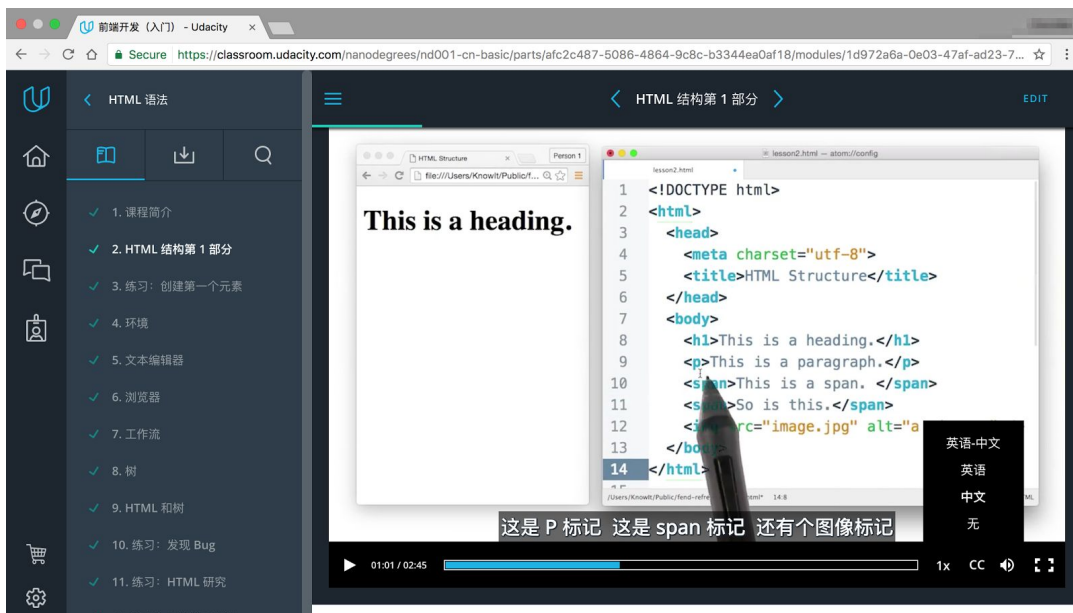 前端开发（入门） - Udacity
Secure https://classroom.udacity.com/nanodegrees/nd001-cn-basic/parts/afc2c487-5086-4864-9c8c-b3344ea0af18/modules/1d972a6a-0e03-47af-ad23-7...
HTML 语法
HTML 结构第 1 部分
EDIT
1. 课程简介
2. HTML 结构第 1 部分
3. 练习：创建第一个元素
4. 环境
5. 文本编辑器
6. 浏览器
7. 工作流
8. 树
9. HTML 和树
10. 练习：发现 Bug
11. 练习：HTML 研究
HTML Structure
Person 1
file:///Users/KnowIt/Public/f...
This is a heading.
lesson2.html — atom://config
lesson2.html
1 <!DOCTYPE html>
2 <html>
3 <head>
4 <meta charset="utf-8">
5 <title>HTML Structure</title>
6 </head>
7 <body>
8 <h1>This is a heading.</h1>
9 <p>This is a paragraph.</p>
10 <span>This is a span. </span>
11 <span>So is this.</span>
12 src="image.jpg" alt="a
13 </body>
14 </html>
14:8
英语-中文
英语
中文
无
这是 P 标记 这是 span 标记 还有个图像标记
01:01 / 02:45
1x CC